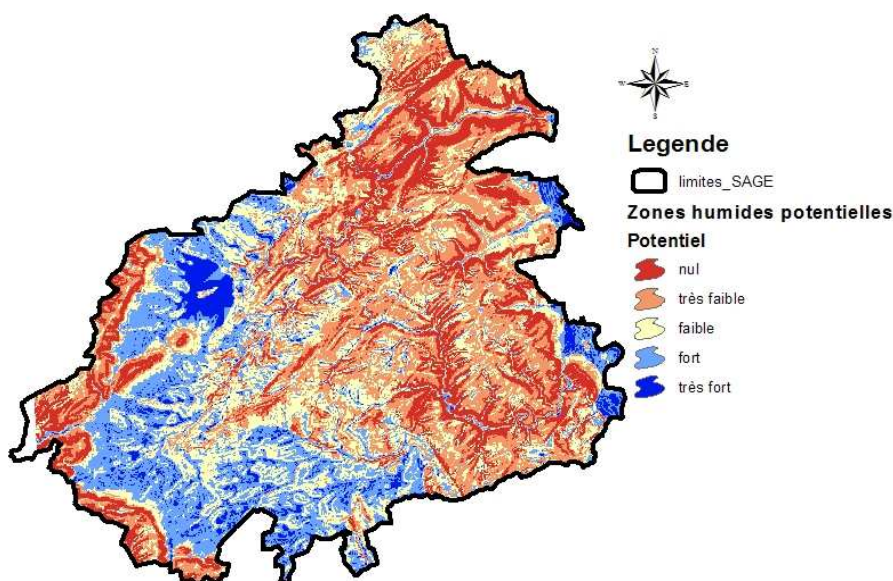 N
W E
S
Legende
limites_SAGE
Zones humides potentielles
Potentiel
nul
très faible
faible
fort
très fort